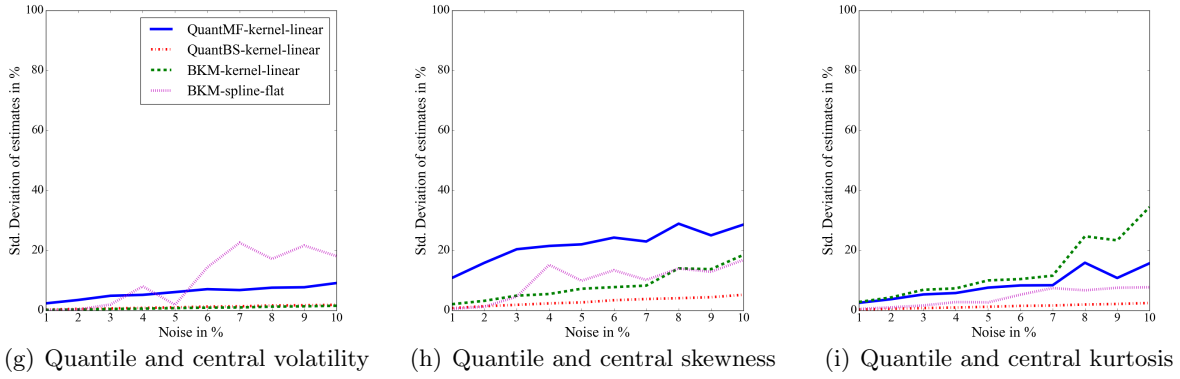 100
80
60
40
20
0
Std. Deviation of estimates in %
1 2 3 4 5 6 7 8 9 10
Noise in %
QuantMF-kernel-linear
QuantBS-kernel-linear
BKM-kernel-linear
BKM-spline-flat
(g) Quantile and central volatility
100
80
60
40
20
0
Std. Deviation of estimates in %
1 2 3 4 5 6 7 8 9 10
Noise in %
(h) Quantile and central skewness
100
80
60
40
20
0
Std. Deviation of estimates in %
1 2 3 4 5 6 7 8 9 10
Noise in %
(i) Quantile and central kurtosis